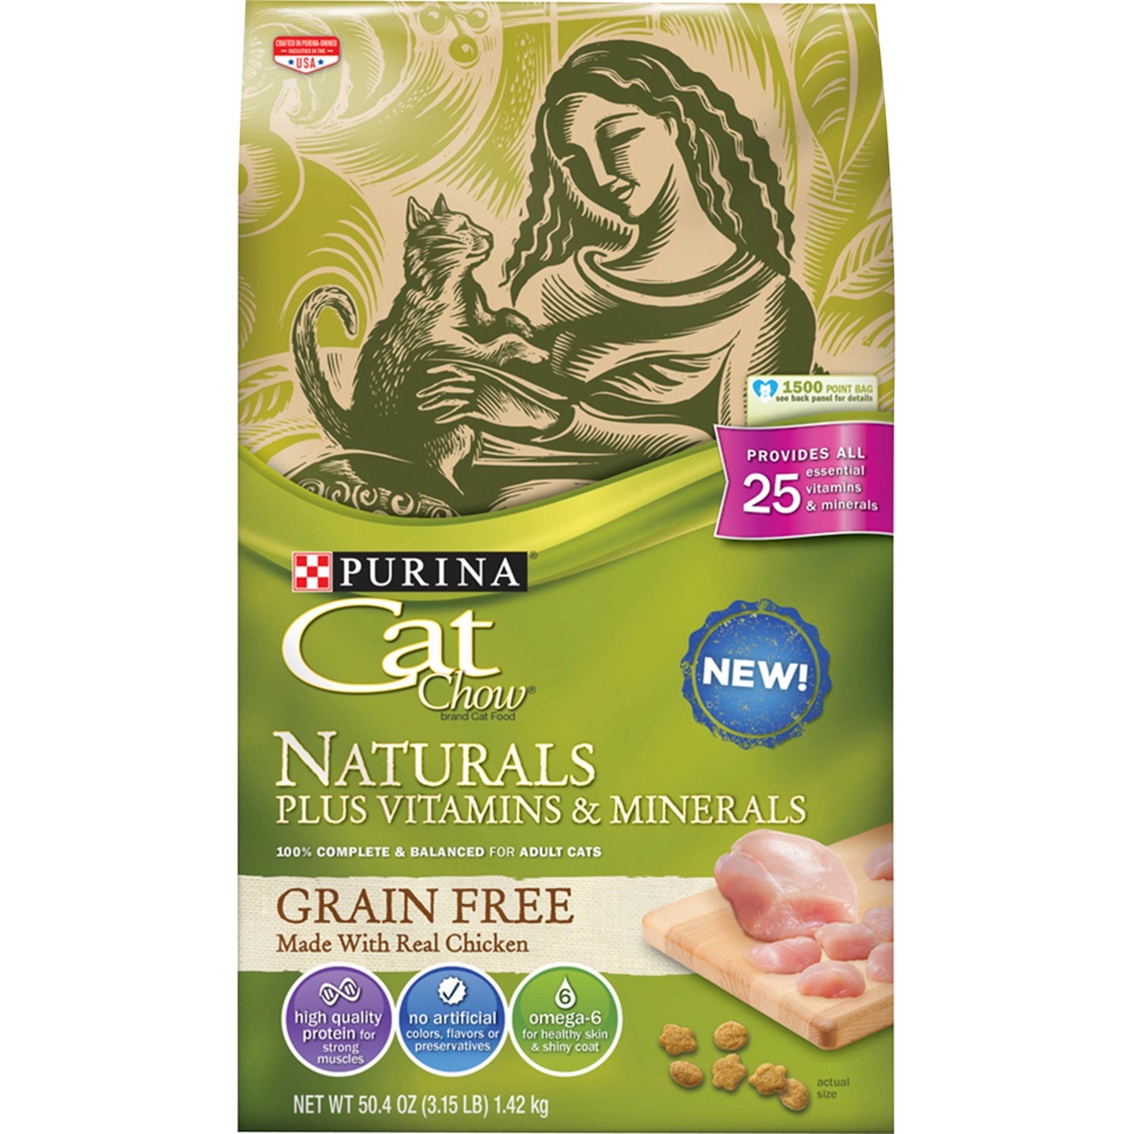 CRAFTED IN PURINA-OWNED
FACILITIES IN THE
USA
1500 POINT BAG
see back panel for details
PROVIDES ALL
25 essential
vitamins
& minerals
PURINA®
Cat
Chow®
brand Cat Food
NEW!
NATURALS
PLUS VITAMINS & MINERALS
100% COMPLETE & BALANCED FOR ADULT CATS
GRAIN FREE
Made With Real Chicken
high quality
protein for
strong
muscles
no artificial
colors, flavors or
preservatives
6
omega-6
for healthy skin
& shiny coat
actual
size
NET WT 50.4 OZ (3.15 LB) 1.42 kg